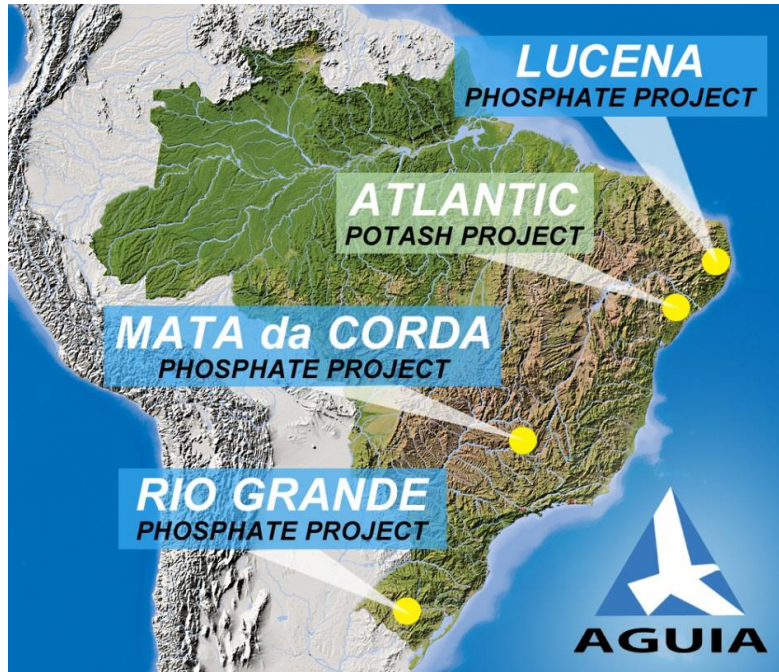 LUCENA
PHOSPHATE PROJECT
ATLANTIC
POTASH PROJECT
MATA da CORDA
PHOSPHATE PROJECT
RIO GRANDE
PHOSPHATE PROJECT
AGUIA